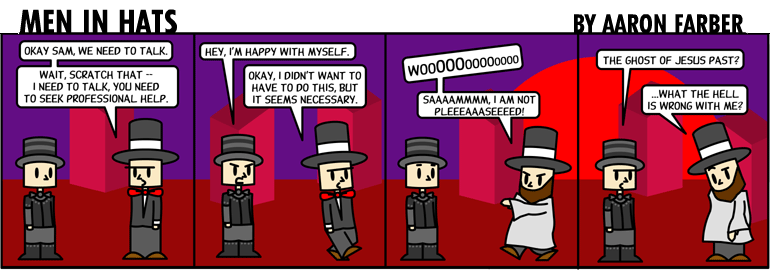 MEN IN HATS
BY AARON FARBER
OKAY SAM, WE NEED TO TALK.
WAIT, SCRATCH THAT --
I NEED TO TALK, YOU NEED
TO SEEK PROFESSIONAL HELP.
HEY, I'M HAPPY WITH MYSELF.
OKAY, I DIDN'T WANT TO
HAVE TO DO THIS, BUT
IT SEEMS NECESSARY.
WOOOOOOOOOOOOO
SAAAAMMMM, I AM NOT
PLEEEAAASEEEED!
THE GHOST OF JESUS PAST?
...WHAT THE HELL
IS WRONG WITH ME?